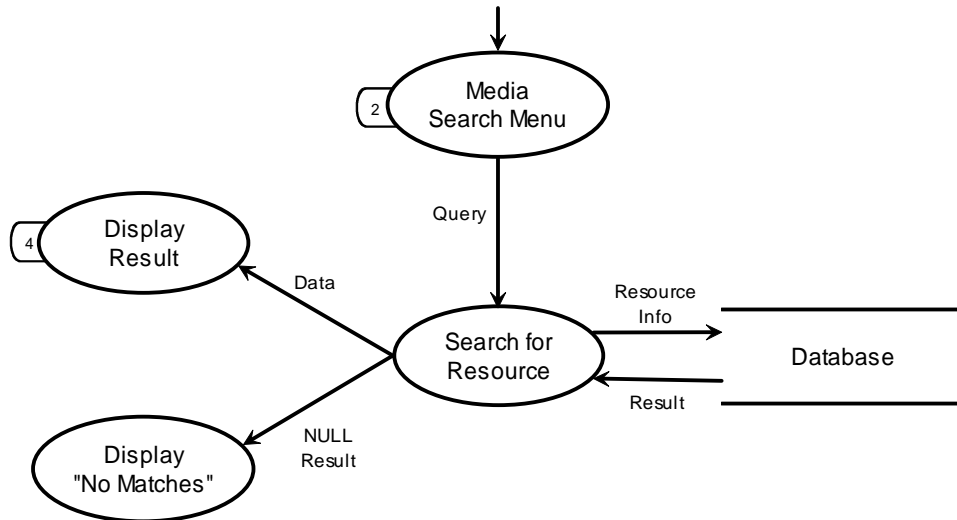 Media
Search Menu
2
Query
Display
Result
4
Data
Resource
Info
Search for
Resource
Database
Result
NULL
Result
Display
"No Matches"